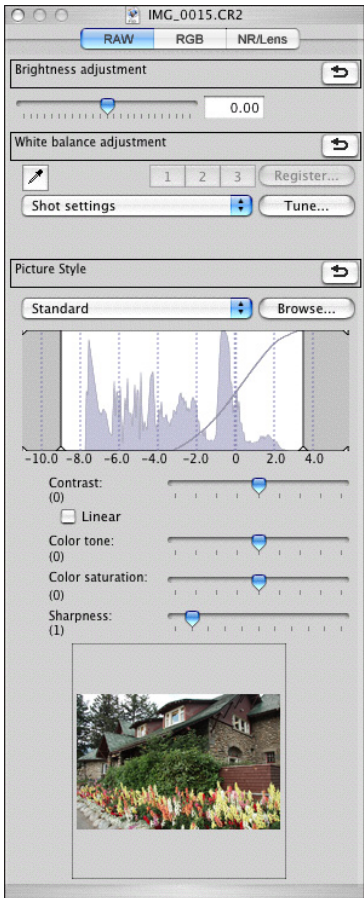 IMG_0015.CR2
RAW RGB NR/Lens
Brightness adjustment
0.00
White balance adjustment
1 2 3 Register...
Shot settings Tune...
Picture Style
Standard Browse...
-10.0 -8.0 -6.0 -4.0 -2.0 0 2.0 4.0
Contrast:
(0)
Linear
Color tone:
(0)
Color saturation:
(0)
Sharpness:
(1)